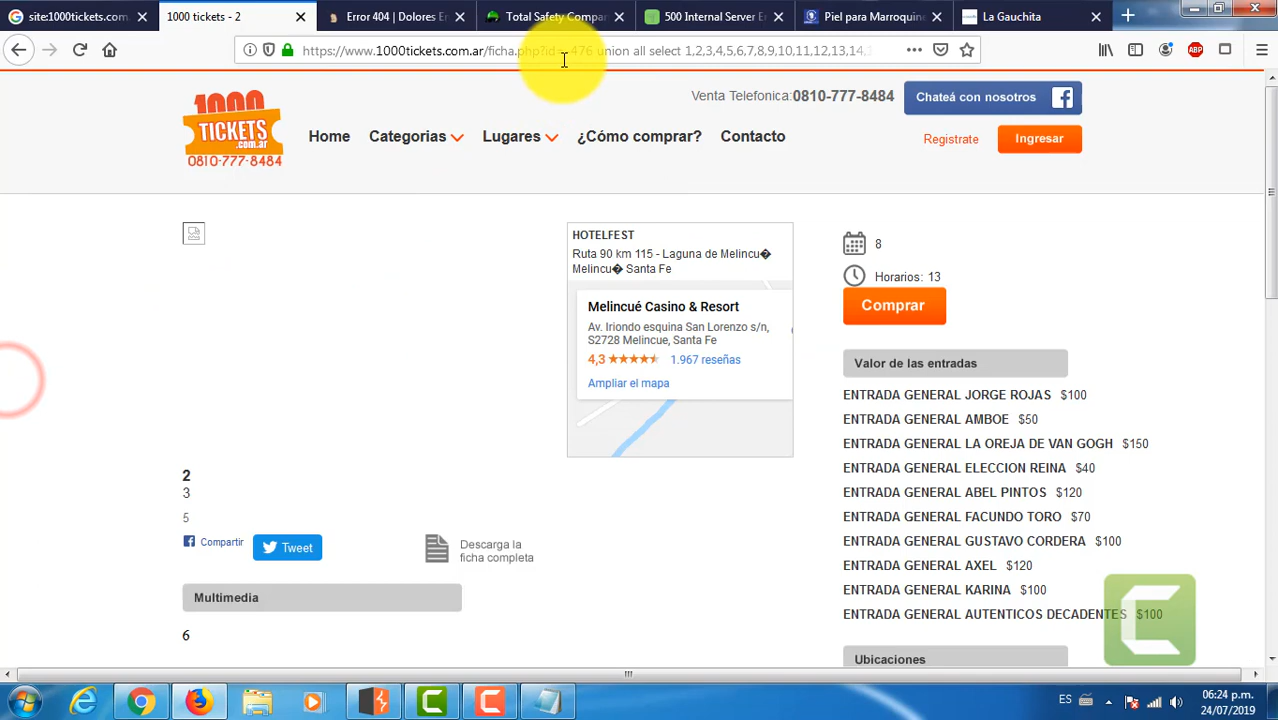 site:1000tickets.com.
1000 tickets - 2
Error 404 | Dolores En
Total Safety Compar
500 Internal Server E
Piel para Marroquin
La Gauchita
https://www.1000tickets.com.ar/ficha.php?id=-476 union all select 1,2,3,4,5,6,7,8,9,10,11,12,13,14,1
ABP
1000
TICKETS
.com.ar
0810-777-8484
Venta Telefonica:0810-777-8484
Chateá con nosotros
Home
Categorias
Lugares
¿Cómo comprar?
Contacto
Registrate
Ingresar
HOTELFEST
Ruta 90 km 115 - Laguna de Melincu�
Melincu� Santa Fe
Melincué Casino & Resort
Av. Iriondo esquina San Lorenzo s/n,
S2728 Melincue, Santa Fe
4,3 1.967 reseñas
Ampliar el mapa
8
Horarios: 13
Comprar
Valor de las entradas
ENTRADA GENERAL JORGE ROJAS $100
ENTRADA GENERAL AMBOE $50
ENTRADA GENERAL LA OREJA DE VAN GOGH $150
ENTRADA GENERAL ELECCION REINA $40
ENTRADA GENERAL ABEL PINTOS $120
ENTRADA GENERAL FACUNDO TORO $70
ENTRADA GENERAL GUSTAVO CORDERA $100
ENTRADA GENERAL AXEL $120
ENTRADA GENERAL KARINA $100
ENTRADA GENERAL AUTENTICOS DECADENTES $100
Ubicaciones
2
3
5
Compartir
Tweet
Descarga la
ficha completa
Multimedia
6
ES
06:24 p.m.
24/07/2019